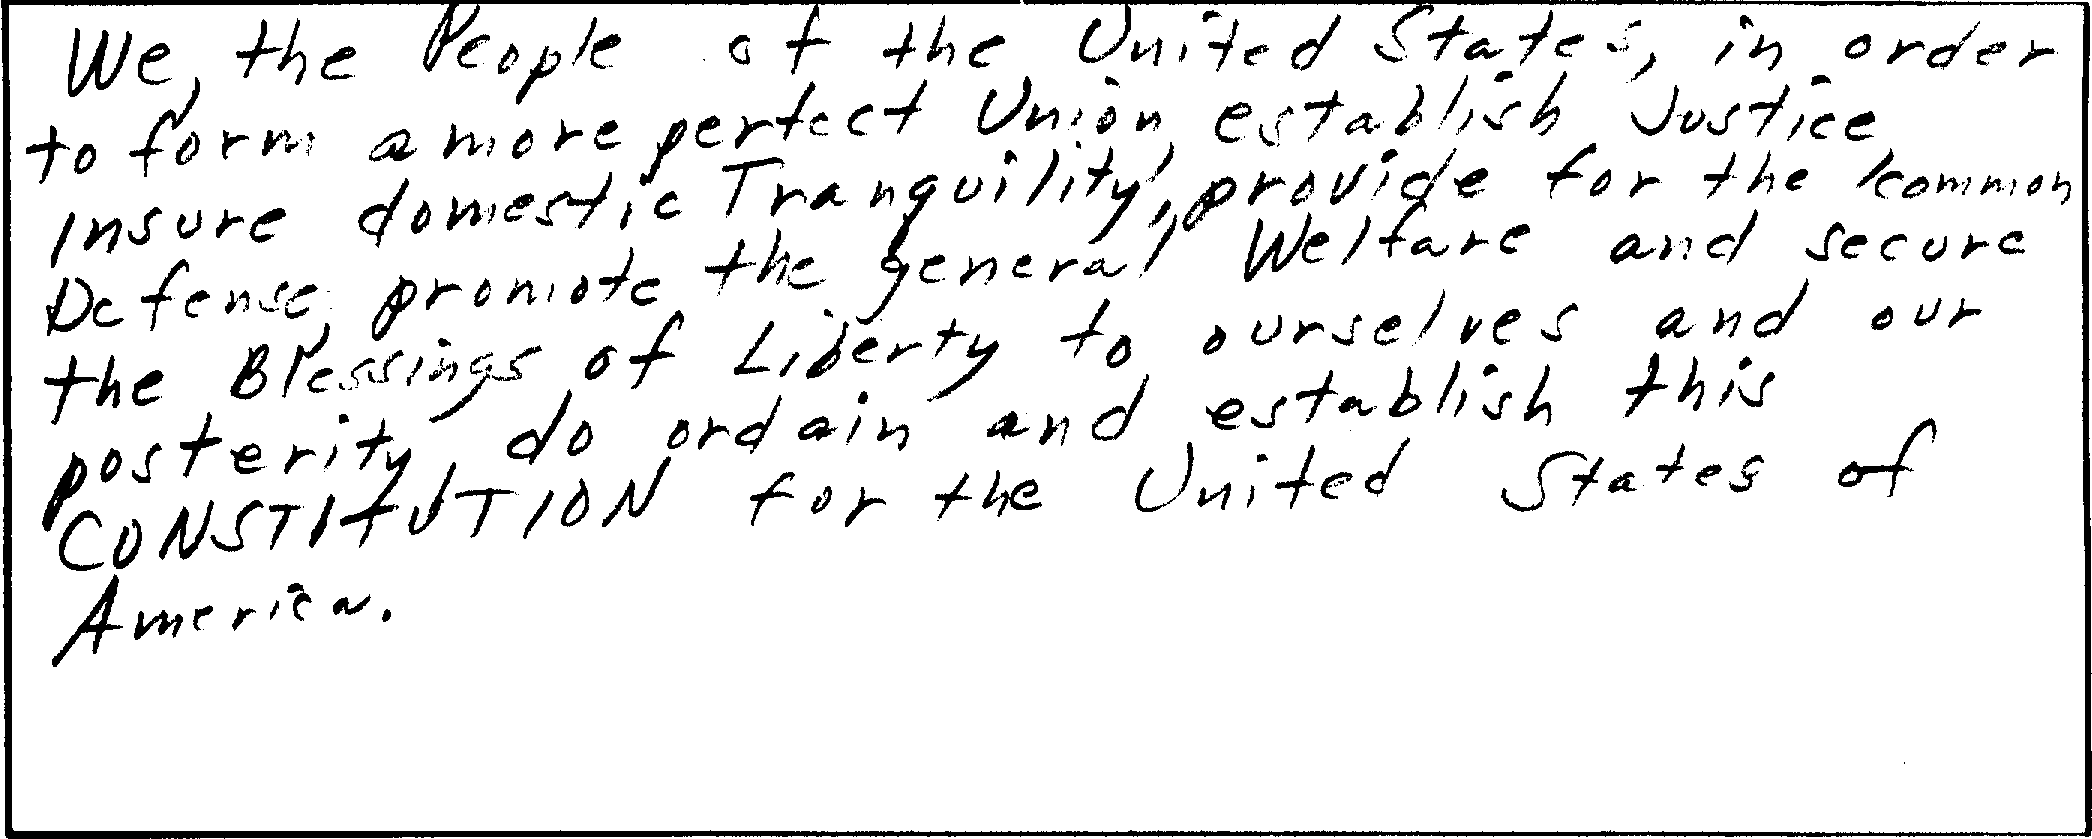 We, the People of the United States, in order
to form a more perfect Union, establish Justice,
insure domestic Tranquility, provide for the common
Defense, promote the general Welfare and secure
the Blessings of Liberty to ourselves and our
posterity, do ordain and establish this
CONSTITUTION for the United States of
America.